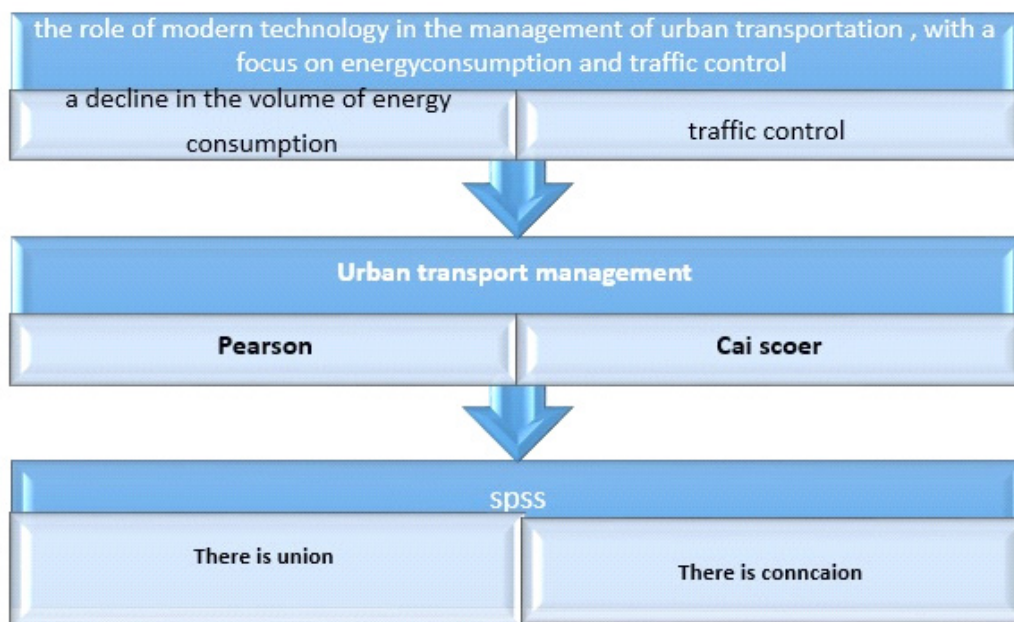 the role of modern technology in the management of urban transportation , with a
focus on energyconsumption and traffic control
a decline in the volume of energy
consumption
traffic control
Urban transport management
Pearson
Cai scoer
spss
There is union
There is conncaion